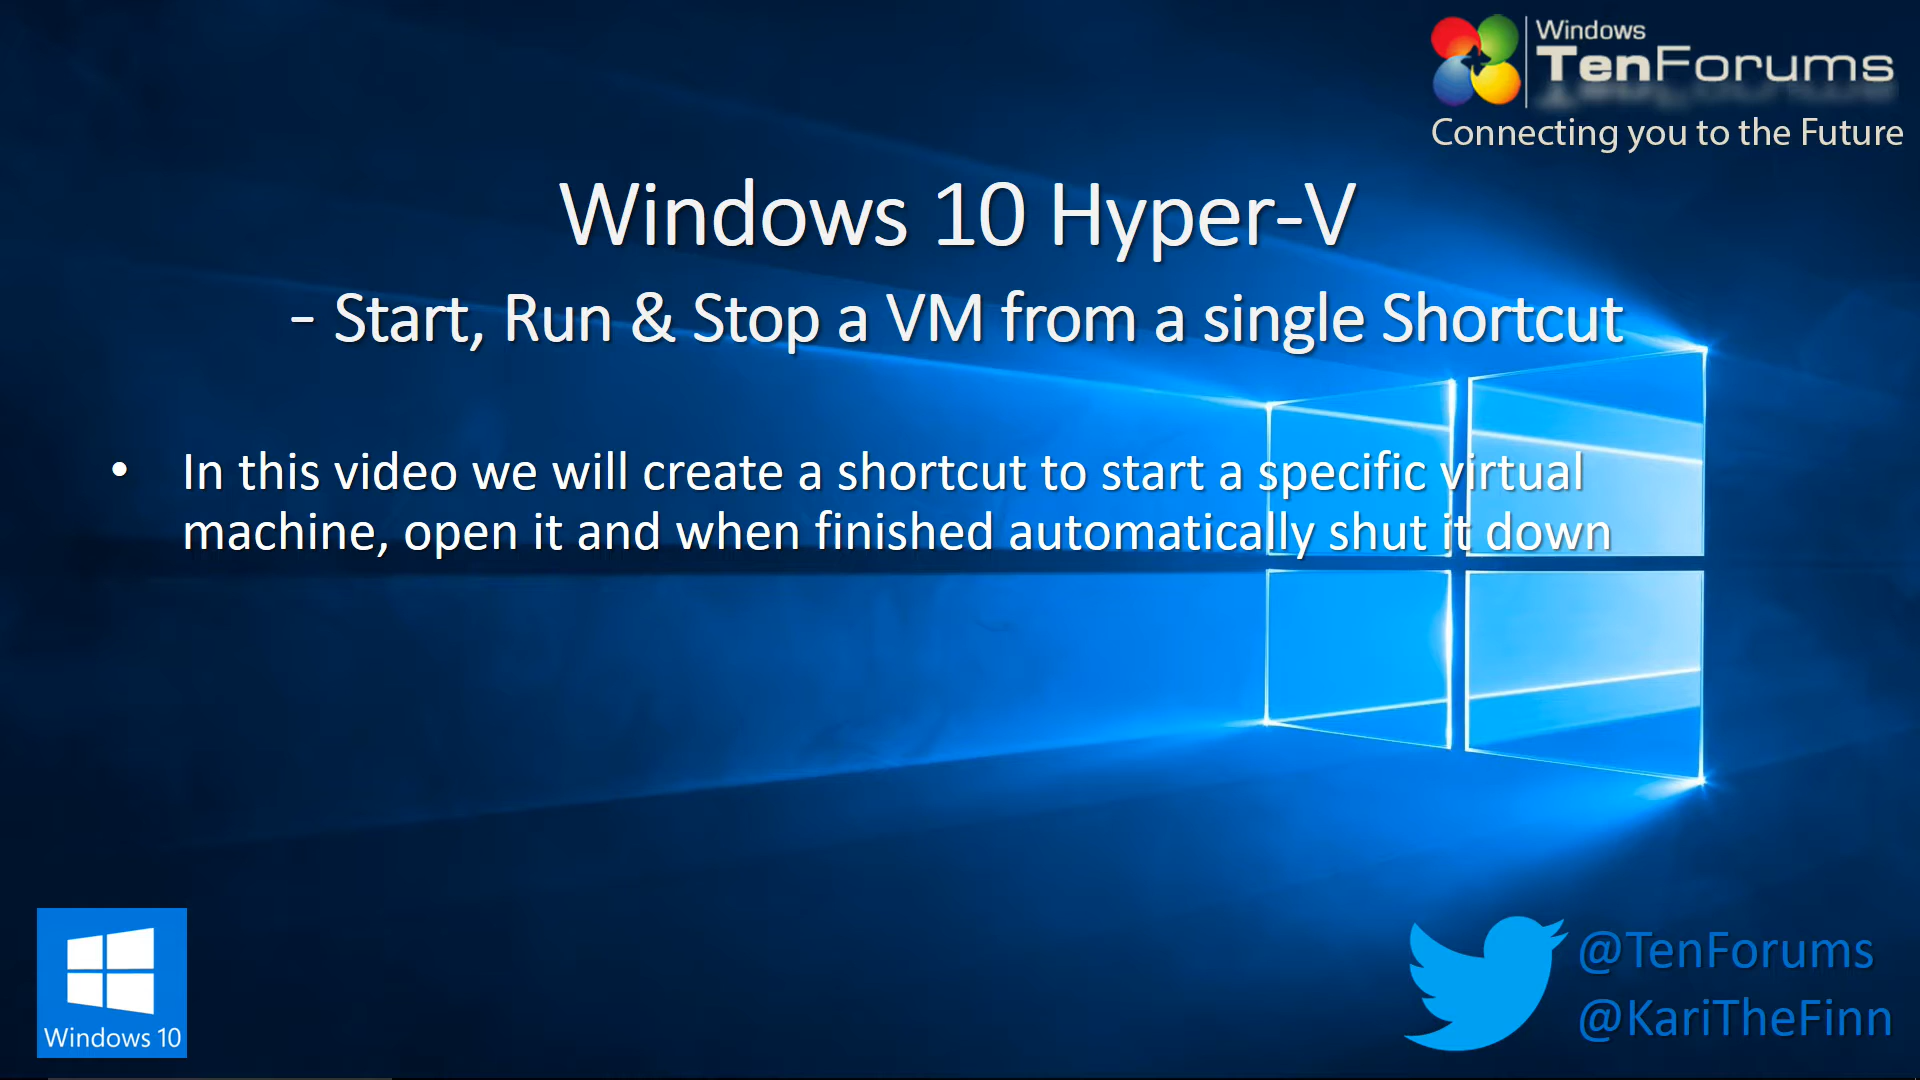 Windows
TenForums
Connecting you to the Future
Windows 10 Hyper-V
- Start, Run & Stop a VM from a single Shortcut
• In this video we will create a shortcut to start a specific virtual
machine, open it and when finished automatically shut it down
Windows 10
@TenForums
@KariTheFinn